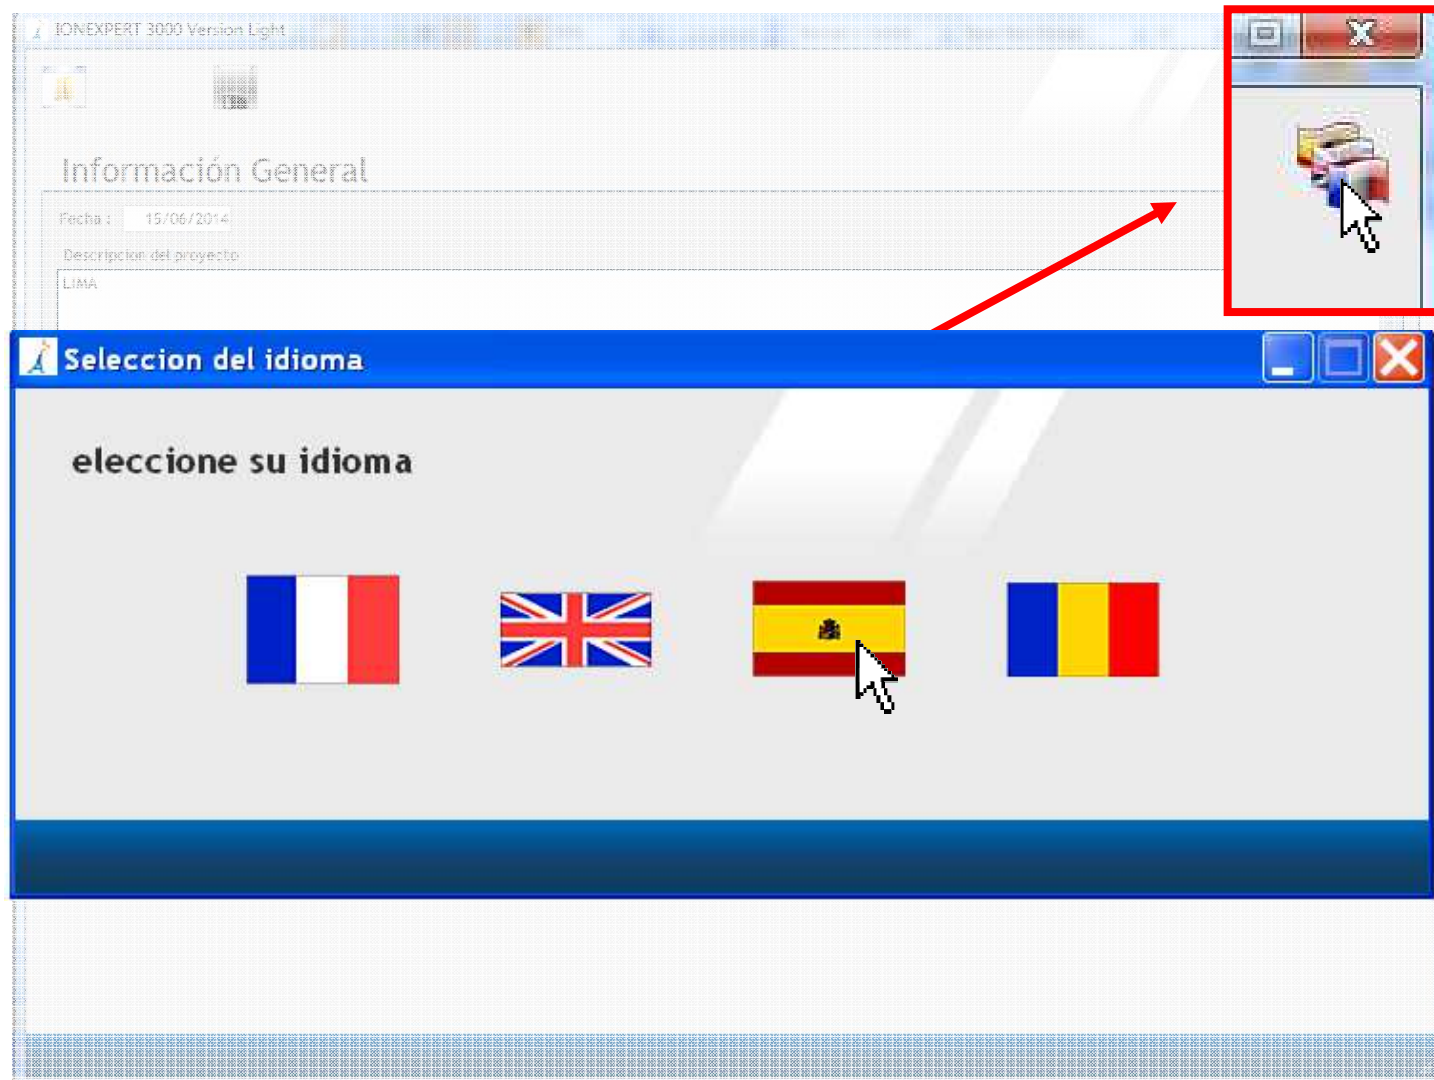 IONEXPERT 3000 Version Light
Información General
Fecha : 15/06/2014
Descripcion del proyecto
LIMA
Seleccion del idioma
eleccione su idioma